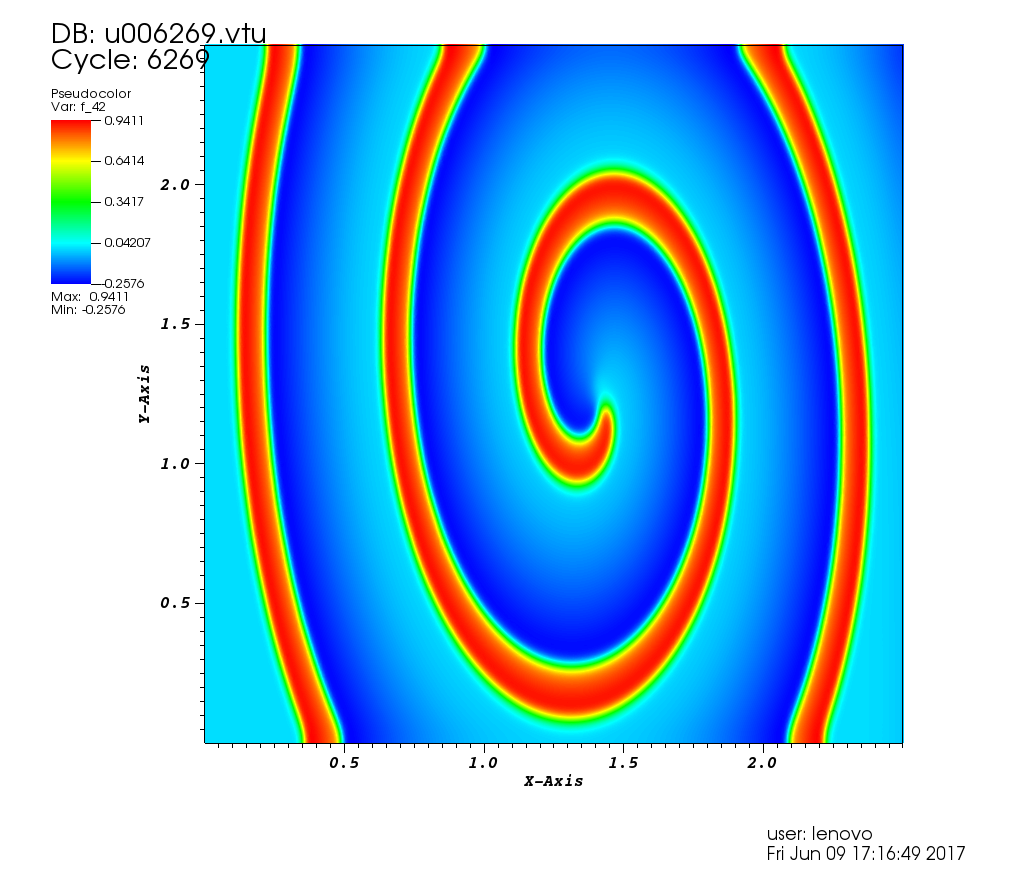 DB: u006269.vtu
Cycle: 6269
Pseudocolor
Var: f_42
0.9411
0.6414
0.3417
0.04207
-0.2576
Max: 0.9411
Min: -0.2576
2.0
1.5
1.0
0.5
Y-Axis
0.5 1.0 1.5 2.0
X-Axis
user: lenovo
Fri Jun 09 17:16:49 2017